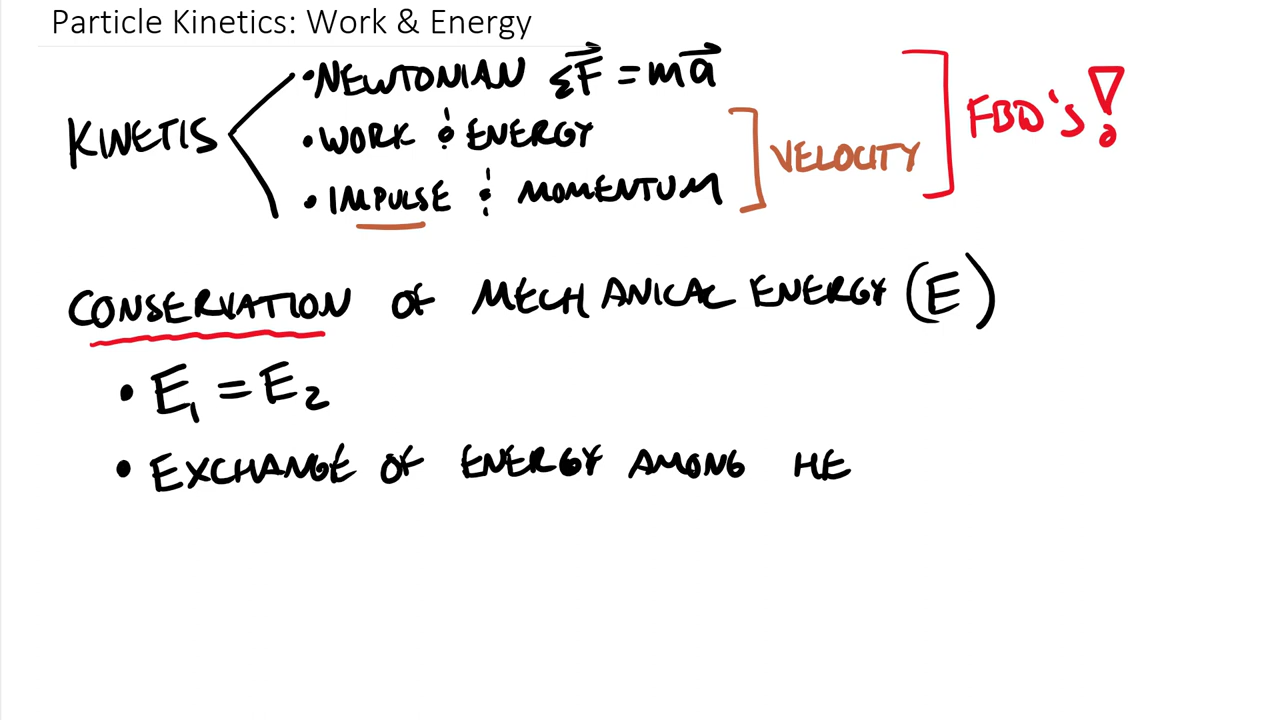 Particle Kinetics: Work & Energy
KINETIS
• NEWTONIAN ΣF⃗ = ma⃗
• WORK & ENERGY
• IMPULSE & MOMENTUM
VELOCITY
FBD'S!
CONSERVATION OF MECHANICAL ENERGY (E)
• E₁ = E₂
• EXCHANGE OF ENERGY AMONG HE